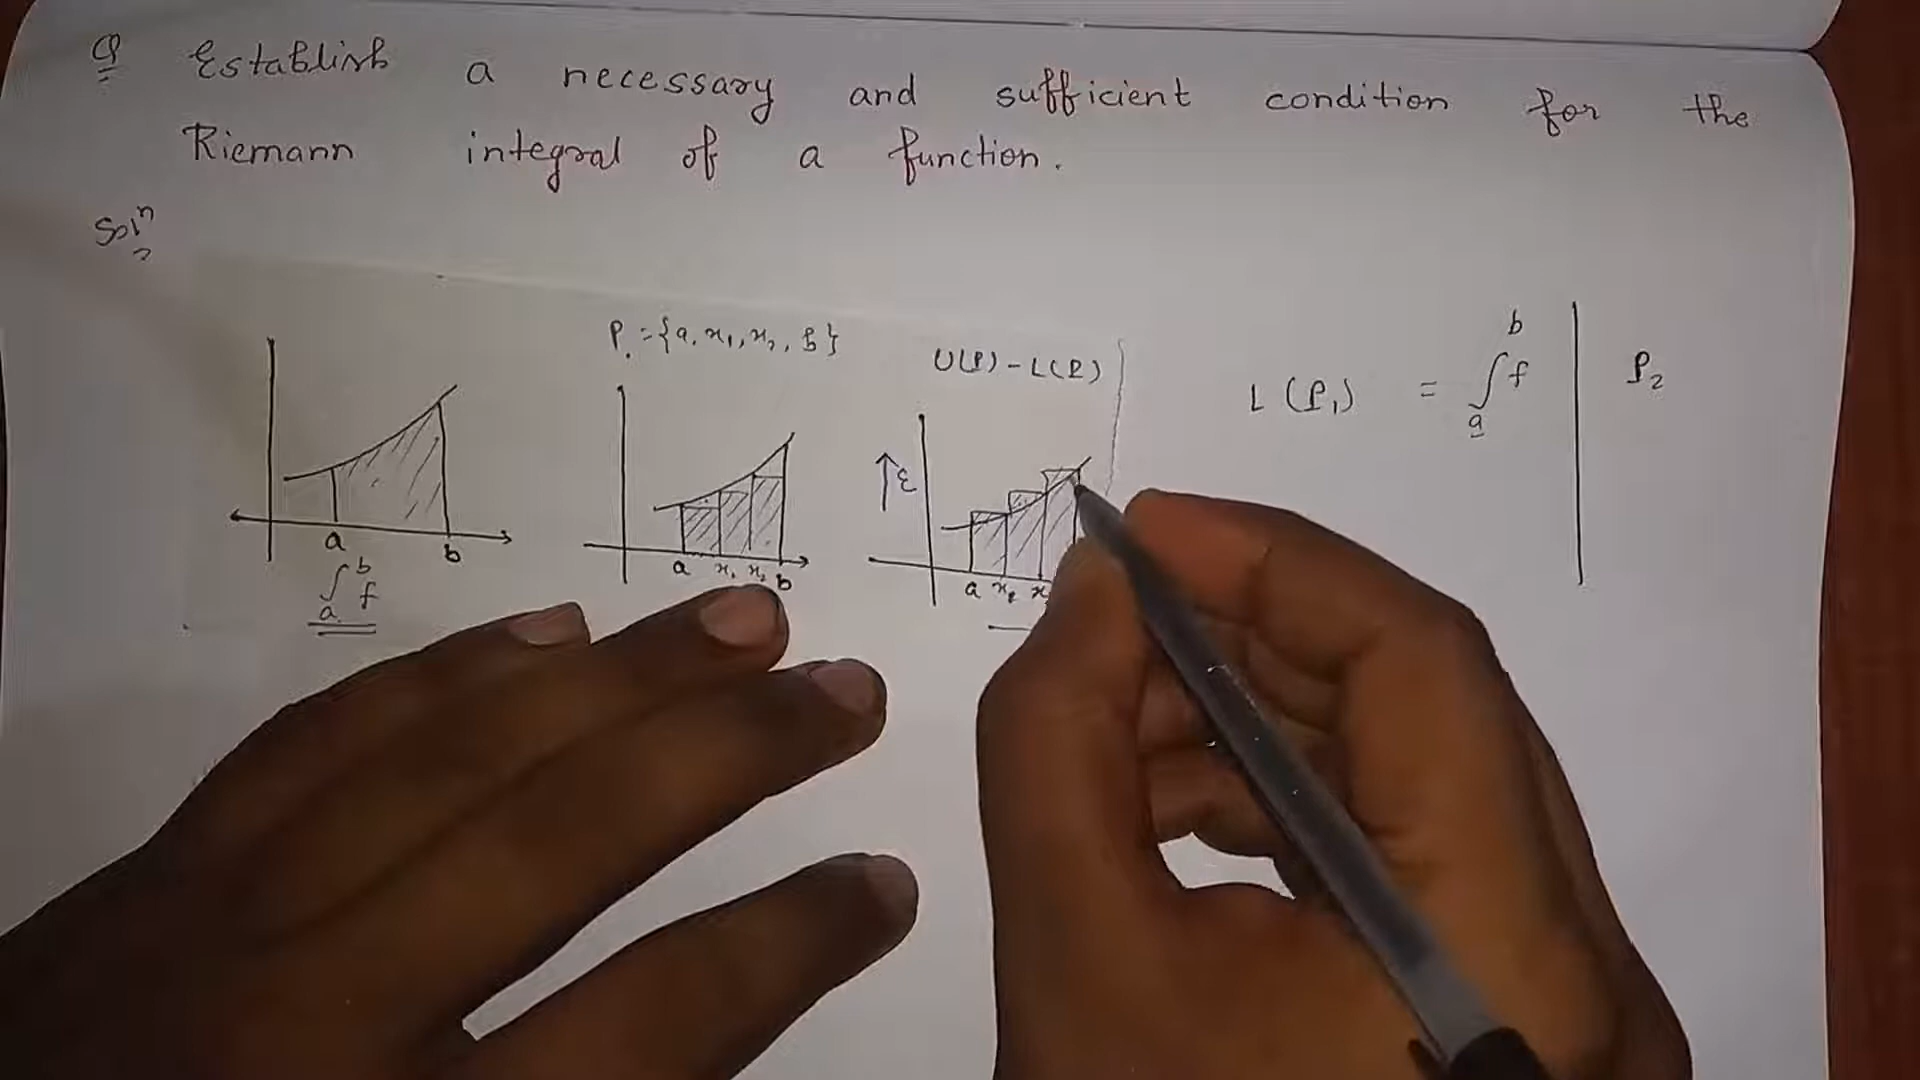 Q Establish a necessary and sufficient condition for the
Riemann integral of a function.
Solⁿ
P₁ = {a, x₁, x₂, b}
U(P) - L(P)
L (P₁) = ∫ₐᵇ f
P₂
ε
a b
∫ₐᵇ f
a x₁ x₂ b
a